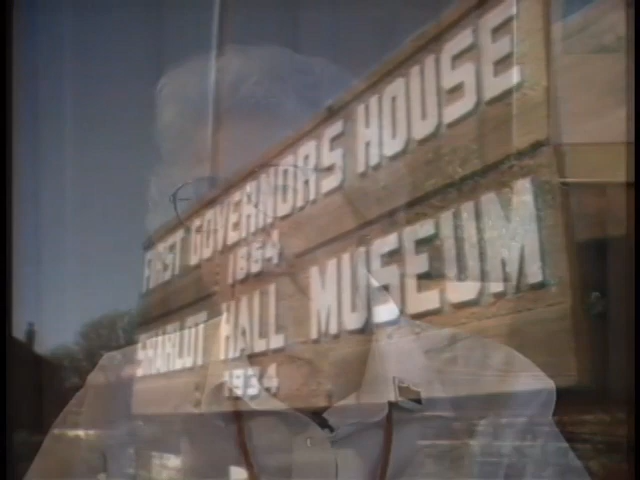 FIRST GOVERNORS HOUSE
1864
SHARLOT HALL MUSEUM
1934